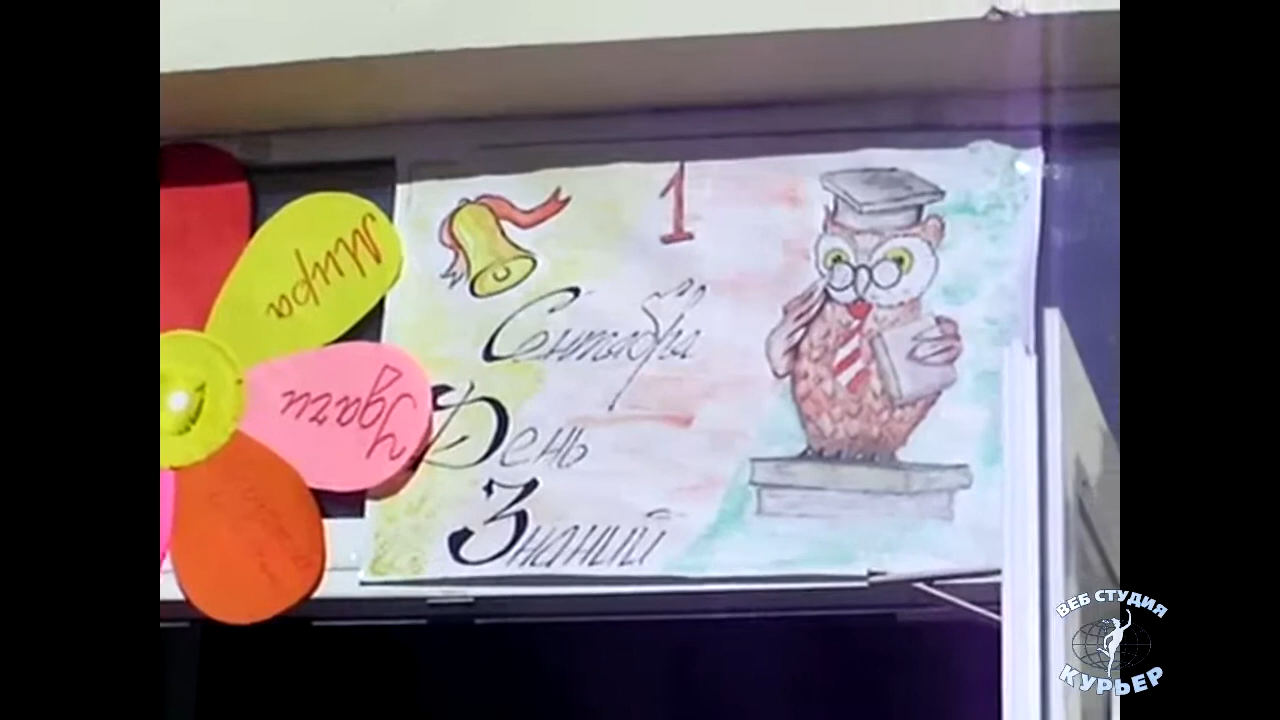 1
Сентября
День
Знаний
Мира
Удачи
ВЕБ СТУДИЯ
КУРЬЕР